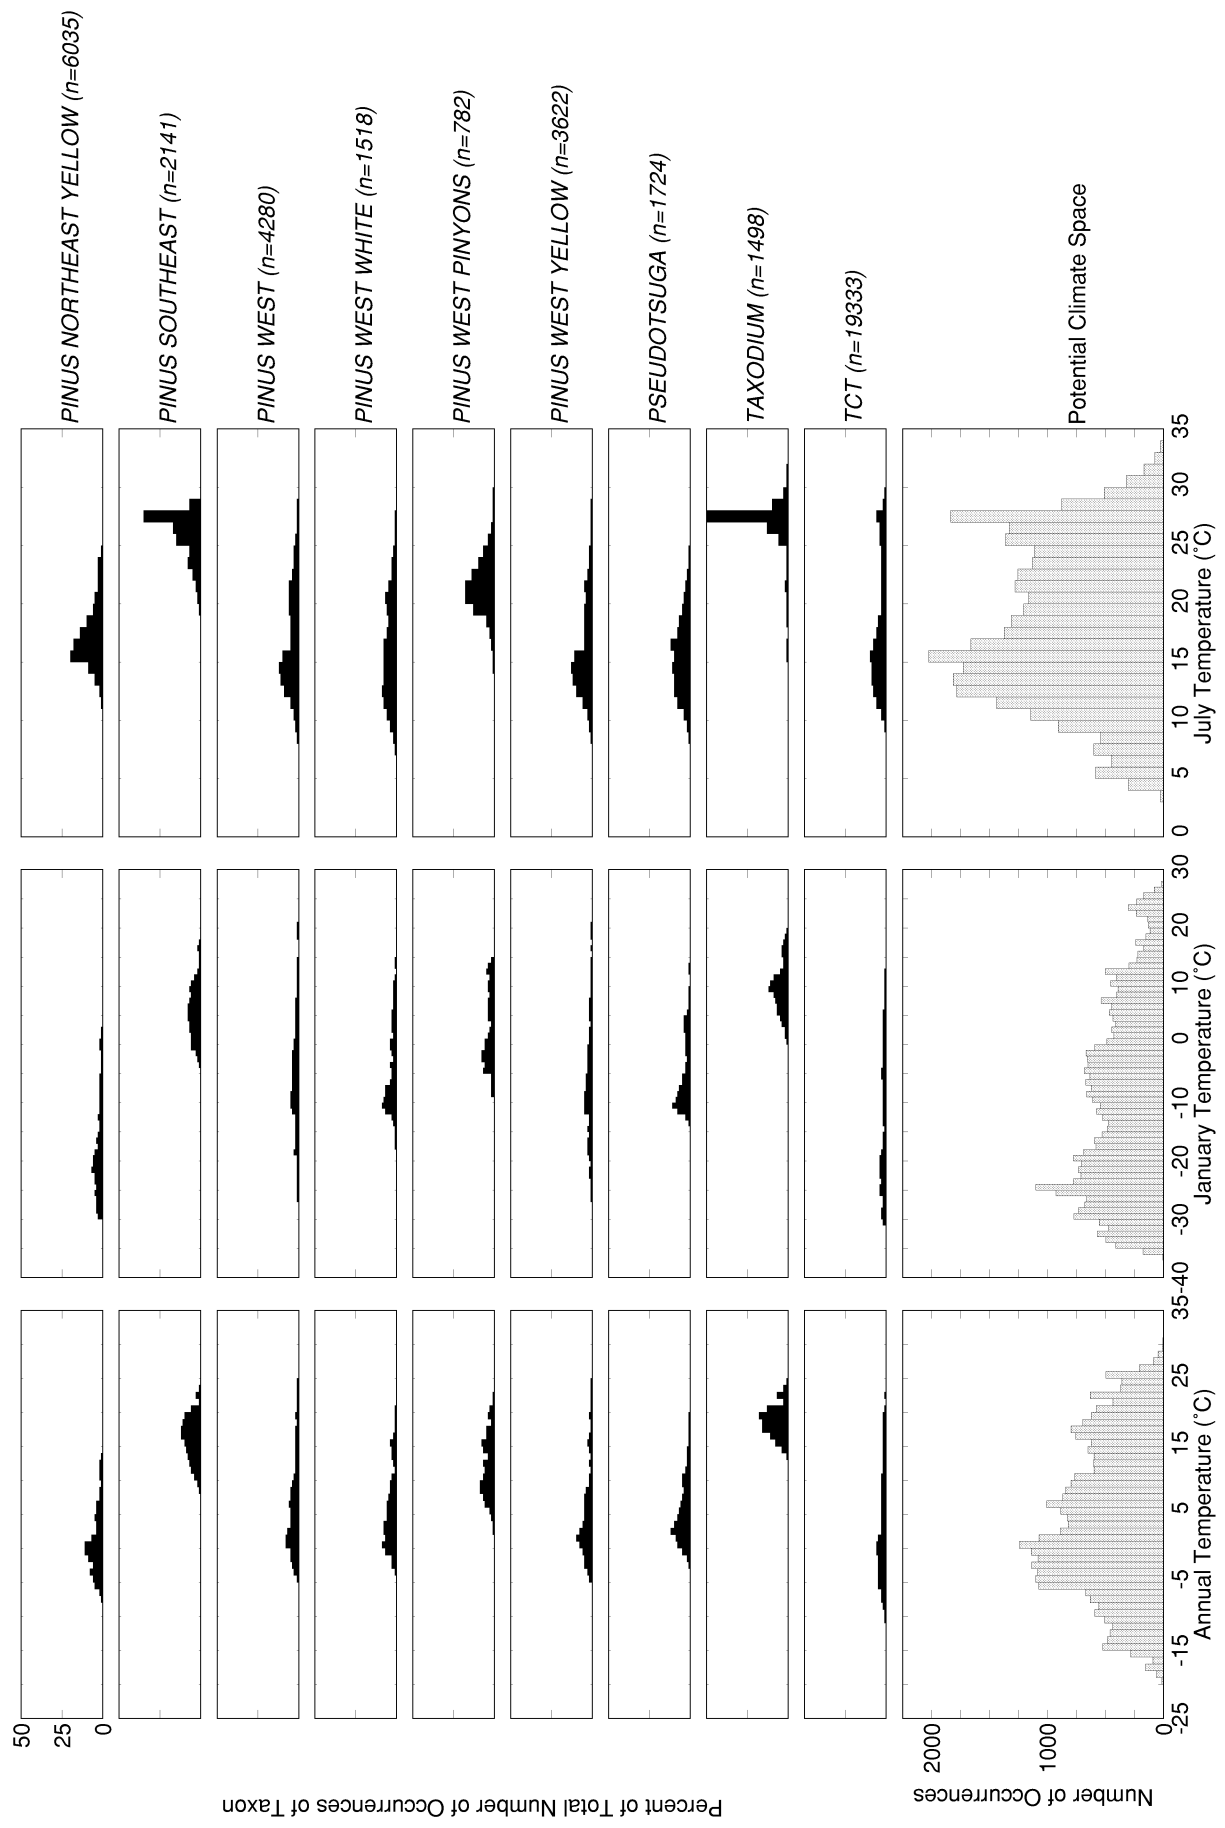 PINUS NORTHEAST YELLOW (n=6035)
PINUS SOUTHEAST (n=2141)
PINUS WEST (n=4280)
PINUS WEST WHITE (n=1518)
PINUS WEST PINYONS (n=782)
PINUS WEST YELLOW (n=3622)
PSEUDOTSUGA (n=1724)
TAXODIUM (n=1498)
TCT (n=19333)
Potential Climate Space
50
25
0
Percent of Total Number of Occurrences of Taxon
2000
1000
0
Number of Occurrences
-25 -15 -5 5 15 25 35
Annual Temperature (˚C)
-40 -30 -20 -10 0 10 20 30
January Temperature (˚C)
0 5 10 15 20 25 30 35
July Temperature (˚C)